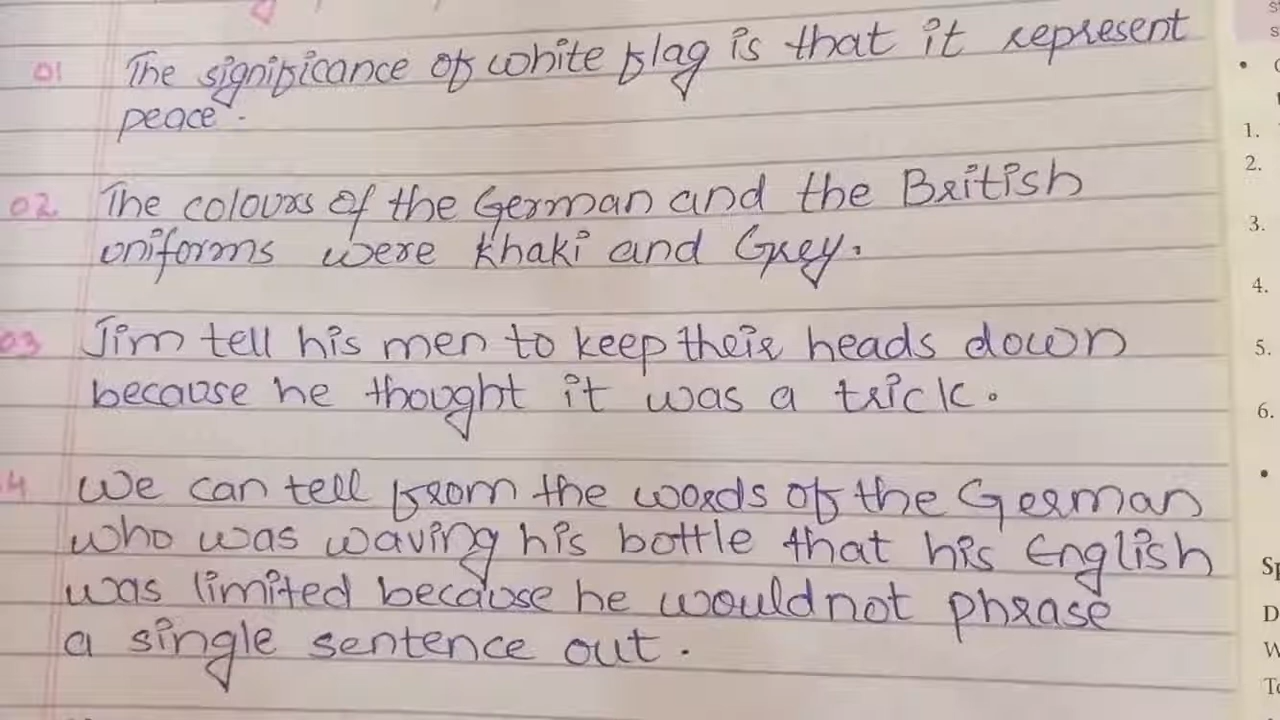 01 The significance of white flag is that it represent
peace.
02 The colours of the German and the British
uniforms were khaki and Grey.
03 Jim tell his men to keep their heads down
because he thought it was a trick.
4 We can tell from the words of the German
who was waving his bottle that his English
was limited because he would not phrase
a single sentence out.
1.
2.
3.
4.
5.
6.